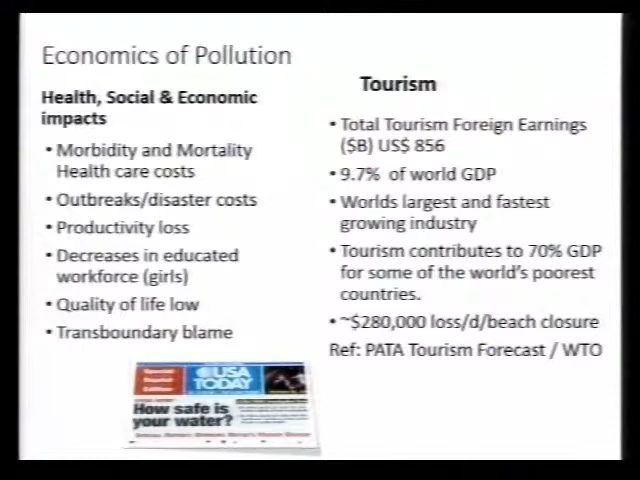 Economics of Pollution
Health, Social & Economic
impacts
• Morbidity and Mortality
Health care costs
• Outbreaks/disaster costs
• Productivity loss
• Decreases in educated
workforce (girls)
• Quality of life low
• Transboundary blame
Tourism
• Total Tourism Foreign Earnings
($B) US$ 856
• 9.7% of world GDP
• Worlds largest and fastest
growing industry
• Tourism contributes to 70% GDP
for some of the world's poorest
countries.
• ~$280,000 loss/d/beach closure
Ref: PATA Tourism Forecast / WTO
Special
Edition
USA
TODAY
How safe is
your water?